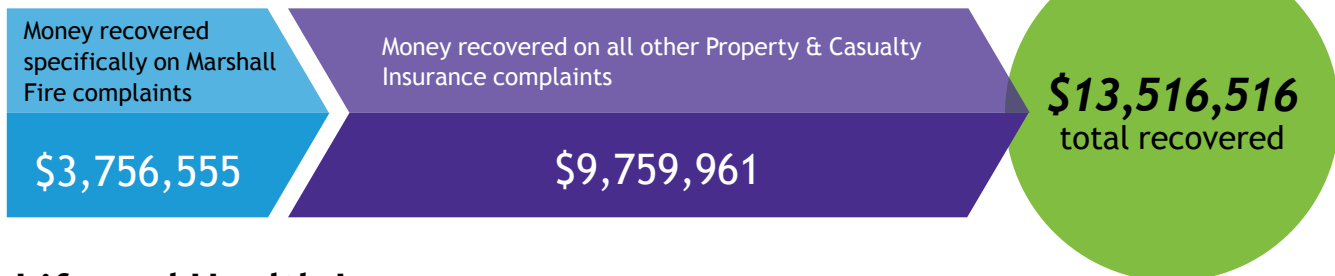 Money recovered
specifically on Marshall
Fire complaints
$3,756,555
Money recovered on all other Property & Casualty
Insurance complaints
$9,759,961
$13,516,516
total recovered